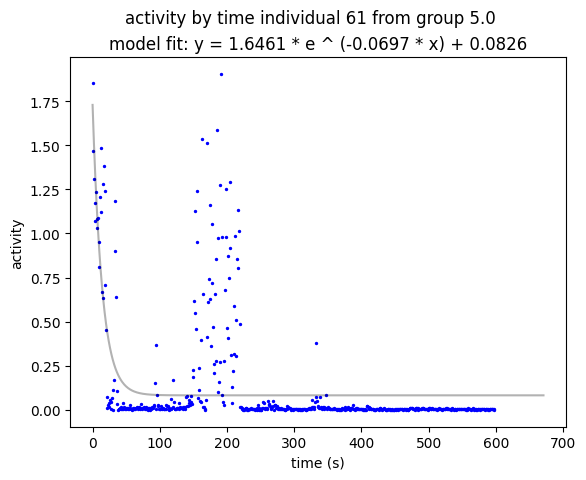 activity by time individual 61 from group 5.0
model fit: y = 1.6461 * e ^ (-0.0697 * x) + 0.0826
activity
1.75
1.50
1.25
1.00
0.75
0.50
0.25
0.00
0 100 200 300 400 500 600 700
time (s)